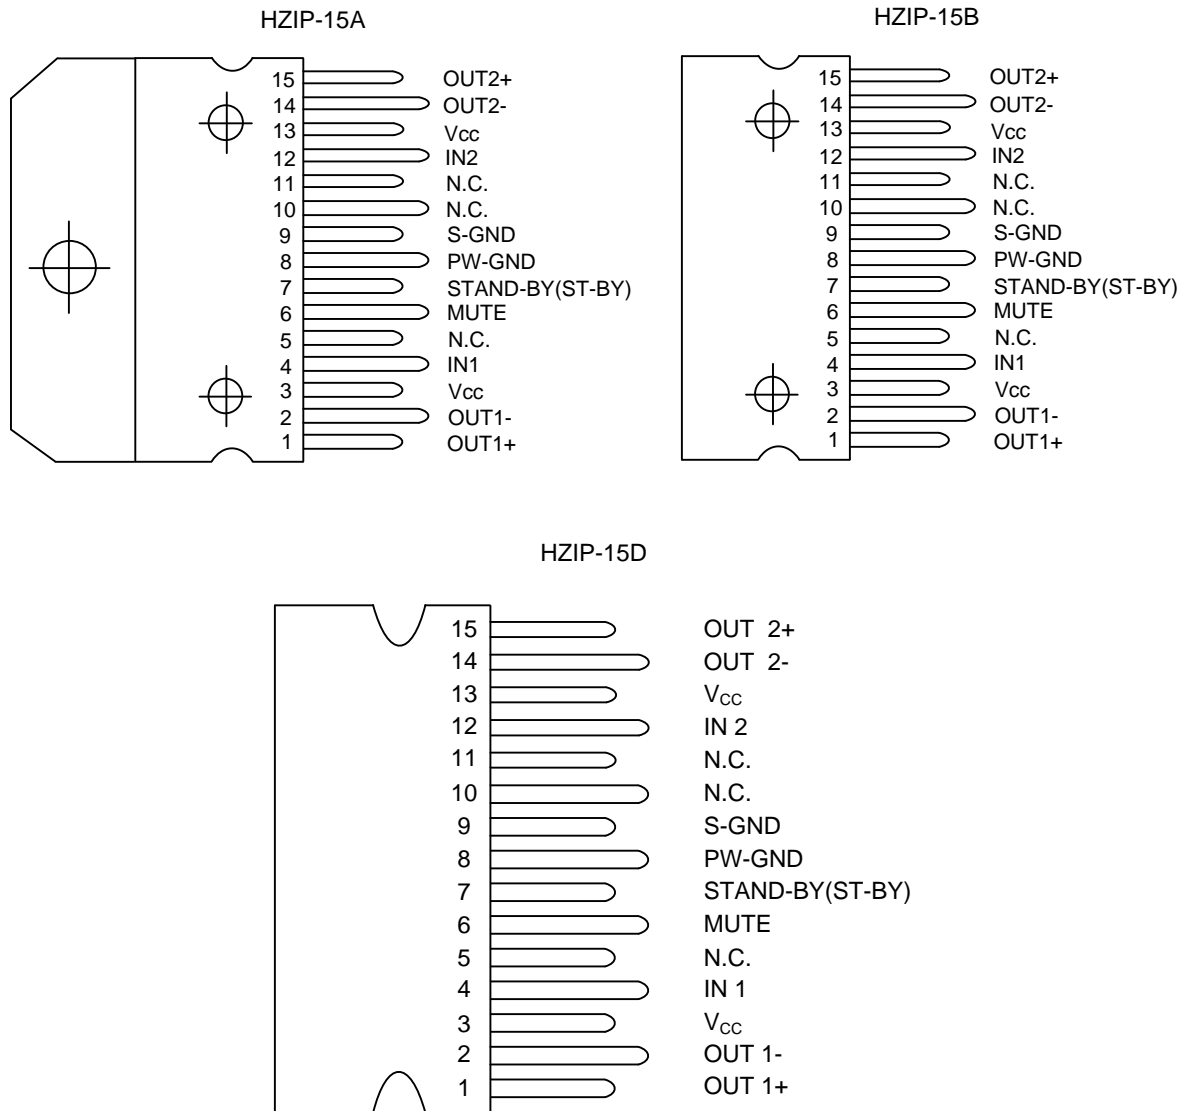 HZIP-15A
15 OUT2+
14 OUT2-
13 Vcc
12 IN2
11 N.C.
10 N.C.
9 S-GND
8 PW-GND
7 STAND-BY(ST-BY)
6 MUTE
5 N.C.
4 IN1
3 Vcc
2 OUT1-
1 OUT1+
HZIP-15B
15 OUT2+
14 OUT2-
13 Vcc
12 IN2
11 N.C.
10 N.C.
9 S-GND
8 PW-GND
7 STAND-BY(ST-BY)
6 MUTE
5 N.C.
4 IN1
3 Vcc
2 OUT1-
1 OUT1+
HZIP-15D
15 OUT 2+
14 OUT 2-
13 VCC
12 IN 2
11 N.C.
10 N.C.
9 S-GND
8 PW-GND
7 STAND-BY(ST-BY)
6 MUTE
5 N.C.
4 IN 1
3 VCC
2 OUT 1-
1 OUT 1+